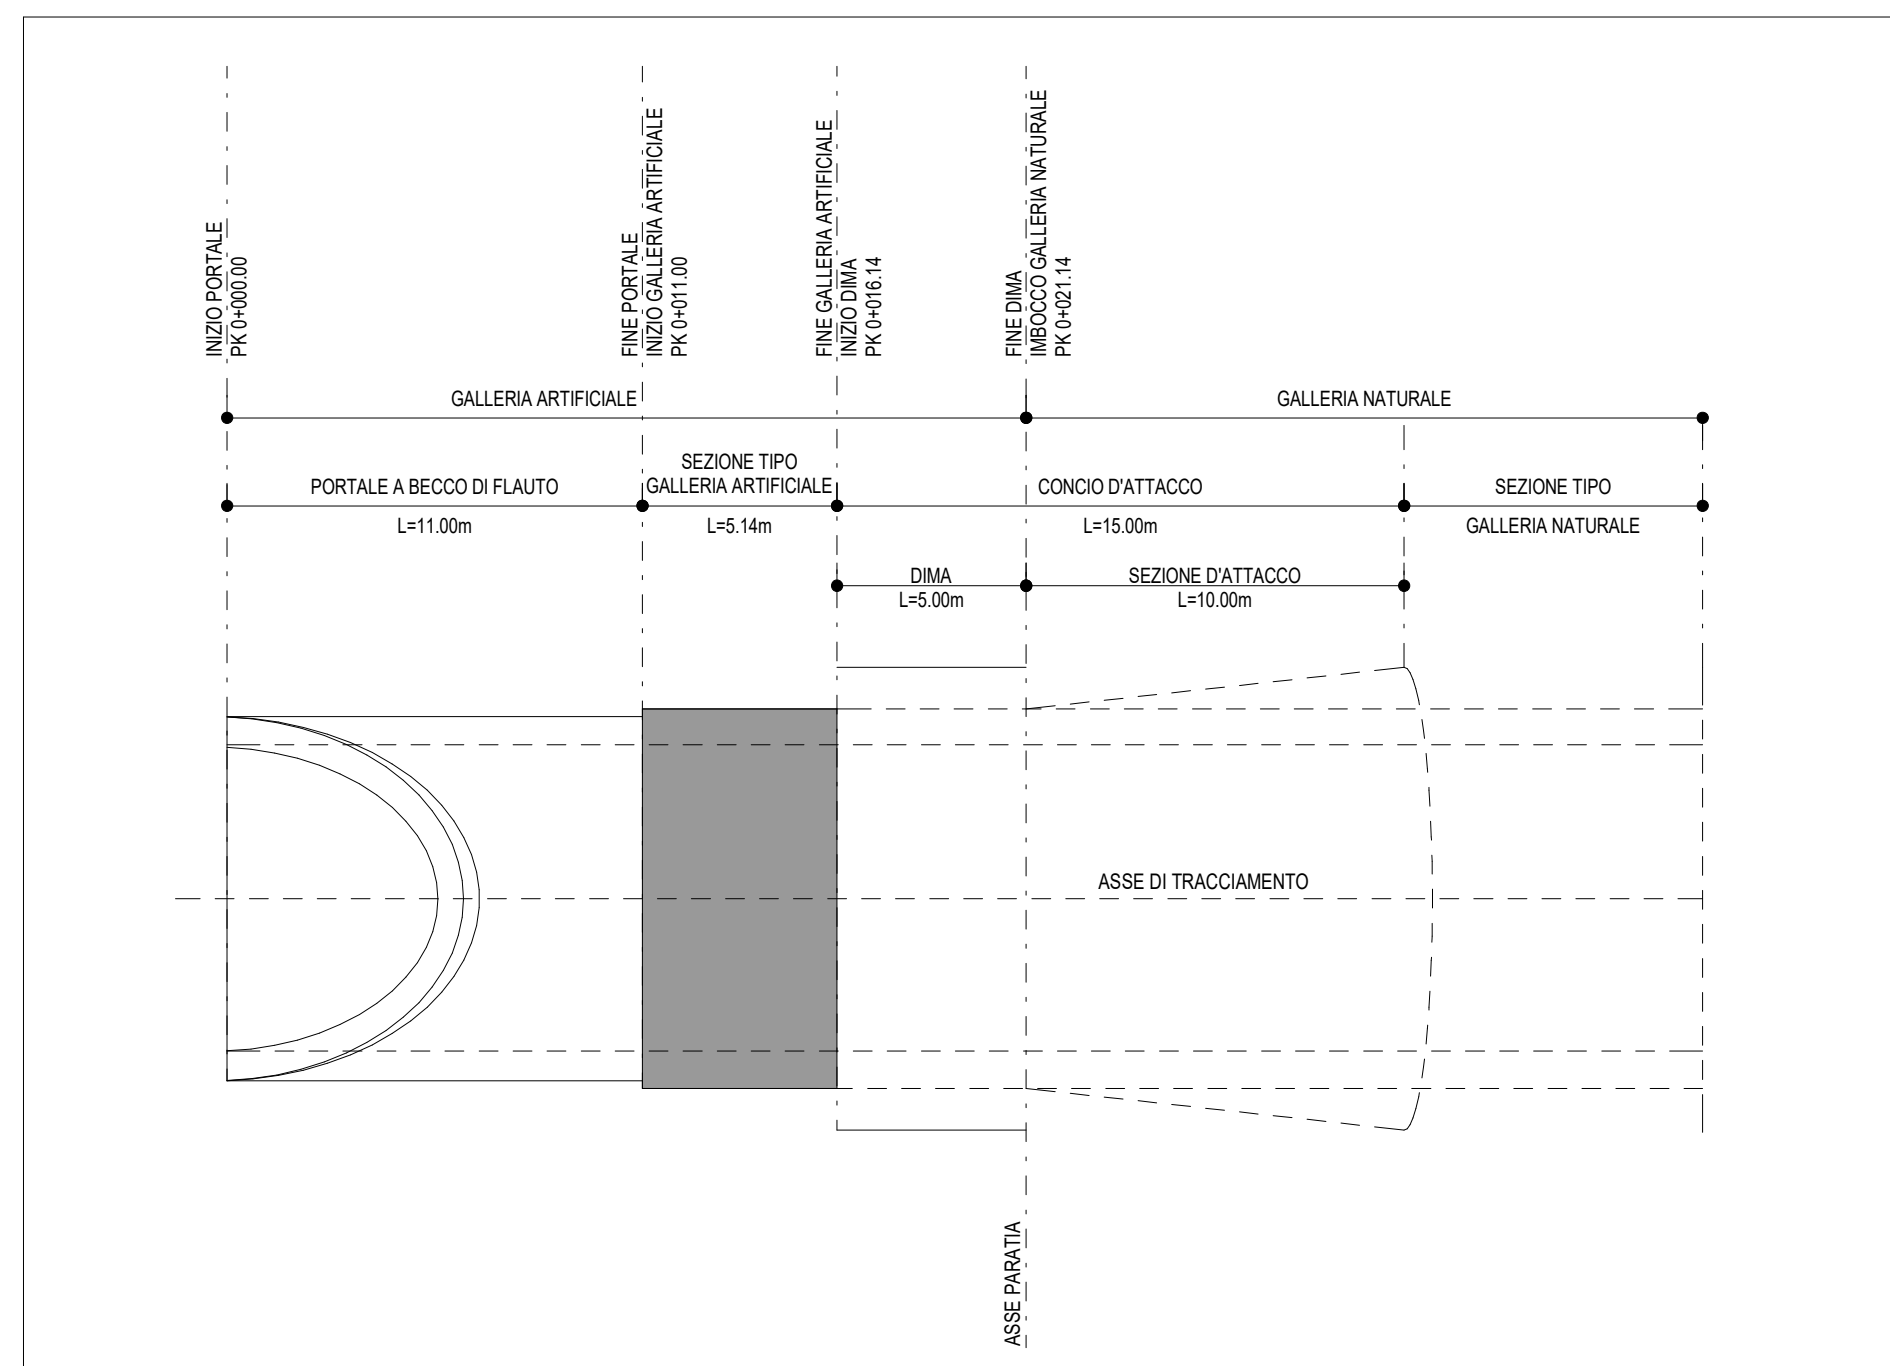 INIZIO PORTALE
PK 0+000.00
FINE PORTALE
INIZIO GALLERIA ARTIFICIALE
PK 0+011.00
FINE GALLERIA ARTIFICIALE
INIZIO DIMA
PK 0+016.14
FINE DIMA
IMBOCCO GALLERIA NATURALE
PK 0+021.14
GALLERIA ARTIFICIALE
GALLERIA NATURALE
PORTALE A BECCO DI FLAUTO
L=11.00m
SEZIONE TIPO
GALLERIA ARTIFICIALE
L=5.14m
CONCIO D'ATTACCO
L=15.00m
SEZIONE TIPO
GALLERIA NATURALE
DIMA
L=5.00m
SEZIONE D'ATTACCO
L=10.00m
ASSE DI TRACCIAMENTO
ASSE PARATIA